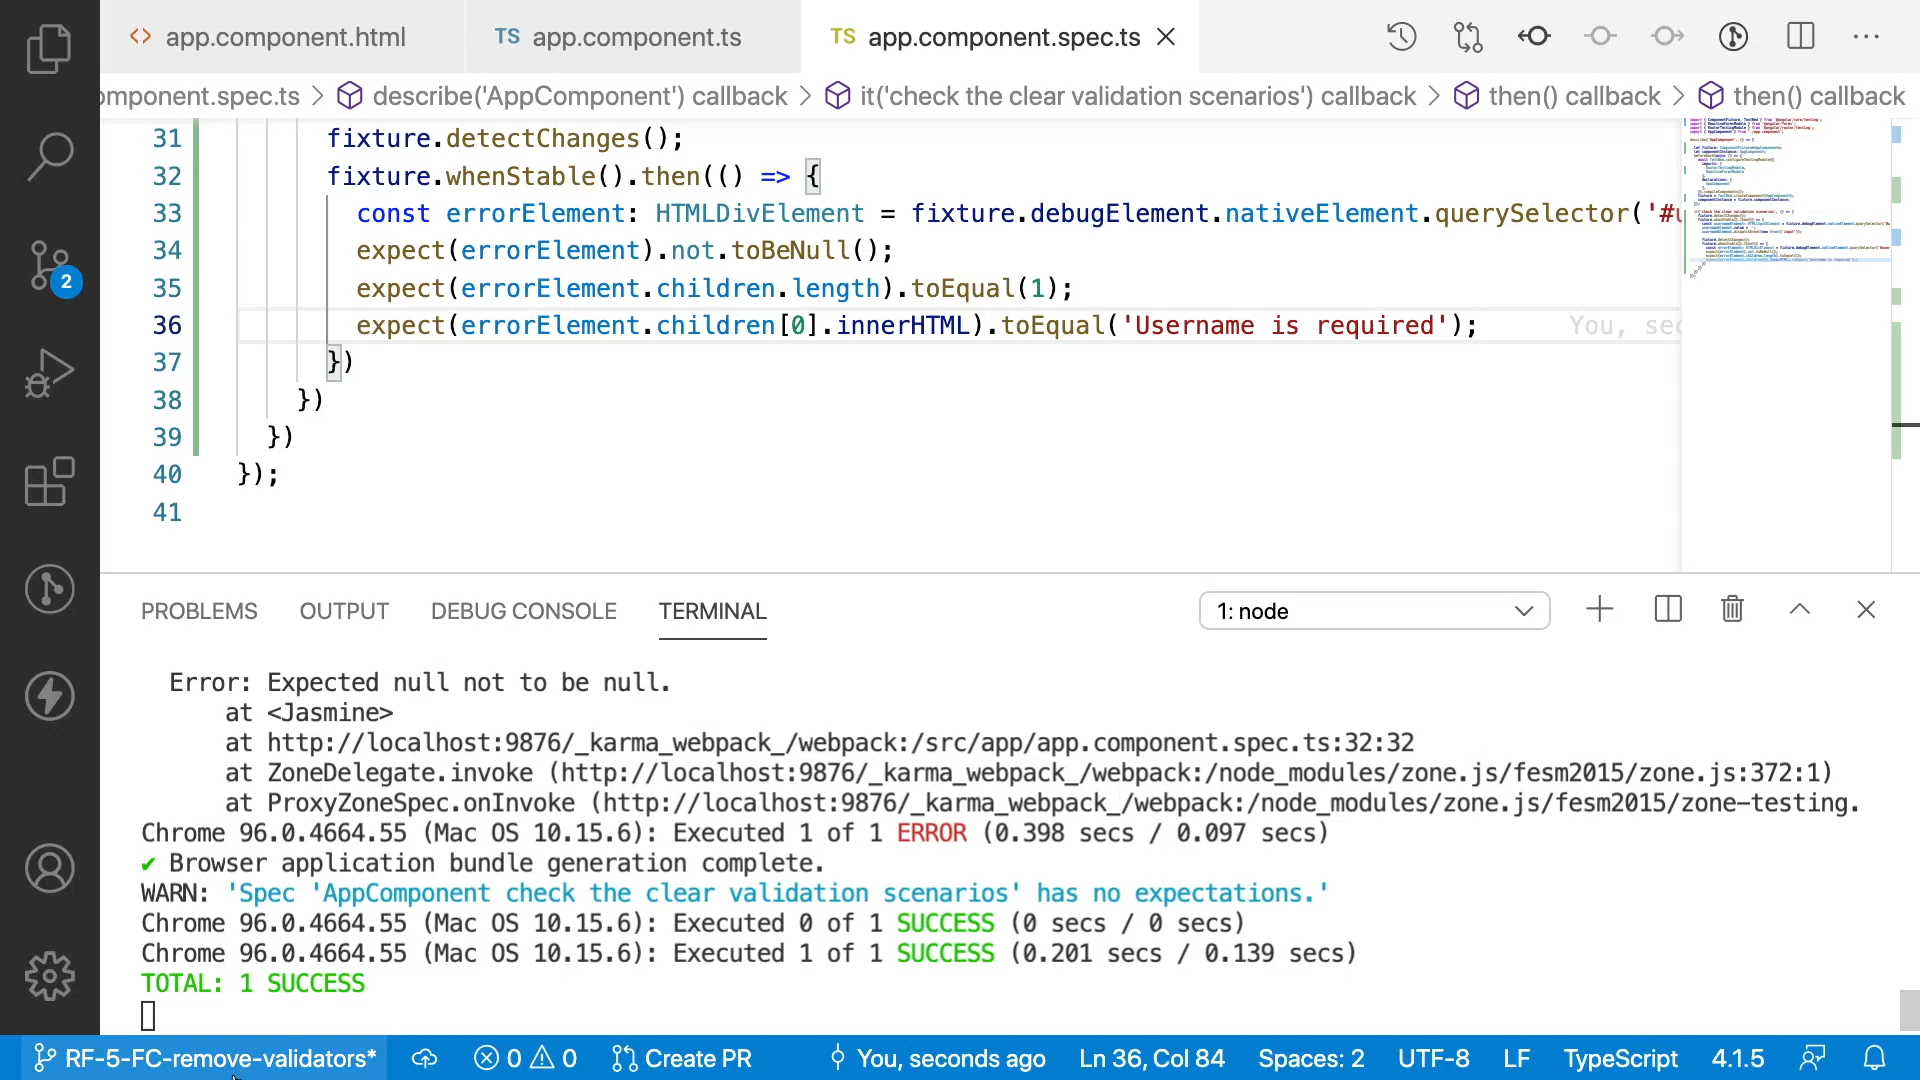 <> app.component.html
TS app.component.ts
TS app.component.spec.ts
omponent.spec.ts > describe('AppComponent') callback > it('check the clear validation scenarios') callback > then() callback > then() callback
31 fixture.detectChanges();
32 fixture.whenStable().then(() => {
33 const errorElement: HTMLDivElement = fixture.debugElement.nativeElement.querySelector('#u
34 expect(errorElement).not.toBeNull();
35 expect(errorElement.children.length).toEqual(1);
36 expect(errorElement.children[0].innerHTML).toEqual('Username is required'); You, sec
37 })
38 })
39 })
40 });
41
2
PROBLEMS OUTPUT DEBUG CONSOLE TERMINAL
1: node
Error: Expected null not to be null.
at <Jasmine>
at http://localhost:9876/_karma_webpack_/webpack:/src/app/app.component.spec.ts:32:32
at ZoneDelegate.invoke (http://localhost:9876/_karma_webpack_/webpack:/node_modules/zone.js/fesm2015/zone.js:372:1)
at ProxyZoneSpec.onInvoke (http://localhost:9876/_karma_webpack_/webpack:/node_modules/zone.js/fesm2015/zone-testing.
Chrome 96.0.4664.55 (Mac OS 10.15.6): Executed 1 of 1 ERROR (0.398 secs / 0.097 secs)
✔ Browser application bundle generation complete.
WARN: 'Spec 'AppComponent check the clear validation scenarios' has no expectations.'
Chrome 96.0.4664.55 (Mac OS 10.15.6): Executed 0 of 1 SUCCESS (0 secs / 0 secs)
Chrome 96.0.4664.55 (Mac OS 10.15.6): Executed 1 of 1 SUCCESS (0.201 secs / 0.139 secs)
TOTAL: 1 SUCCESS
RF-5-FC-remove-validators* 0 0 Create PR You, seconds ago Ln 36, Col 84 Spaces: 2 UTF-8 LF TypeScript 4.1.5